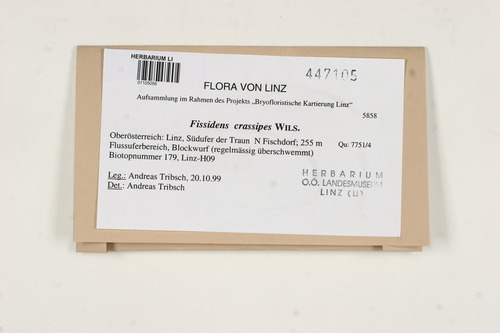 HERBARIUM LI
01105096
447105
FLORA VON LINZ
Aufsammlung im Rahmen des Projekts „Bryofloristische Kartierung Linz"
5858
Fissidens crassipes WILS.
Oberösterreich: Linz, Südufer der Traun N Fischdorf; 255 m Qu: 7751/4
Flussuferbereich, Blockwurf (regelmässig überschwemmt)
Biotopnummer 179, Linz-H09
HERBARIUM
O.Ö. LANDESMUSEUM
LINZ (LI)
Leg.: Andreas Tribsch, 20.10.99
Det.: Andreas Tribsch